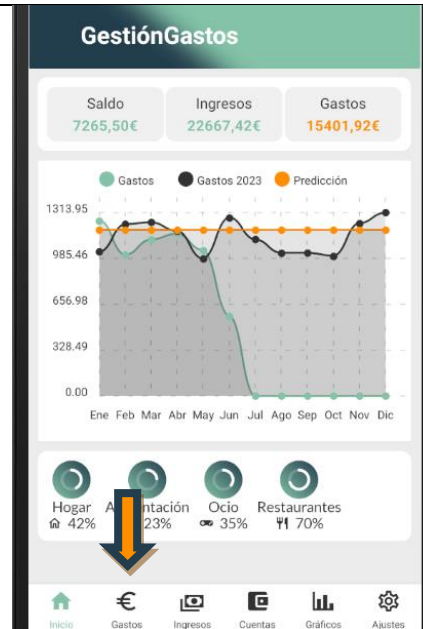 GestiónGastos
Saldo Ingresos Gastos
7265,50€ 22667,42€ 15401,92€
Gastos Gastos 2023 Predicción
1313.95
985.46
656.98
328.49
0.00
Ene Feb Mar Abr May Jun Jul Ago Sep Oct Nov Dic
Hogar Ocio Restaurantes
42% 23% 35% 70%
Inicio Gastos Ingresos Cuentas Gráficos Ajustes